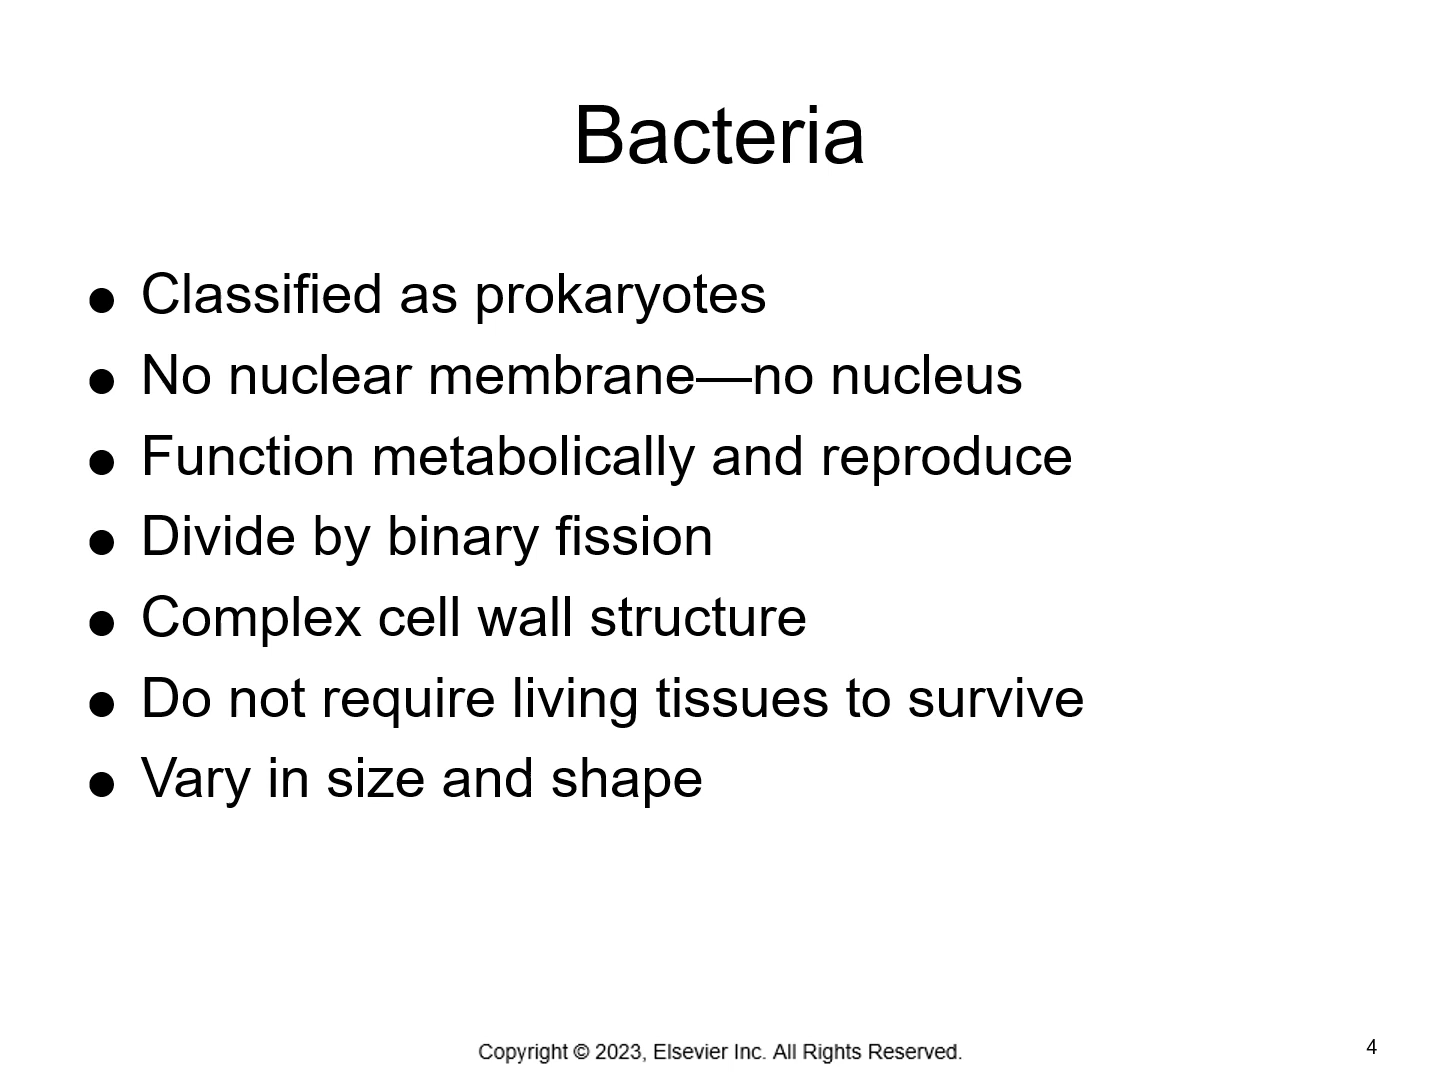 Bacteria
● Classified as prokaryotes
● No nuclear membrane—no nucleus
● Function metabolically and reproduce
● Divide by binary fission
● Complex cell wall structure
● Do not require living tissues to survive
● Vary in size and shape
Copyright © 2023, Elsevier Inc. All Rights Reserved.
4